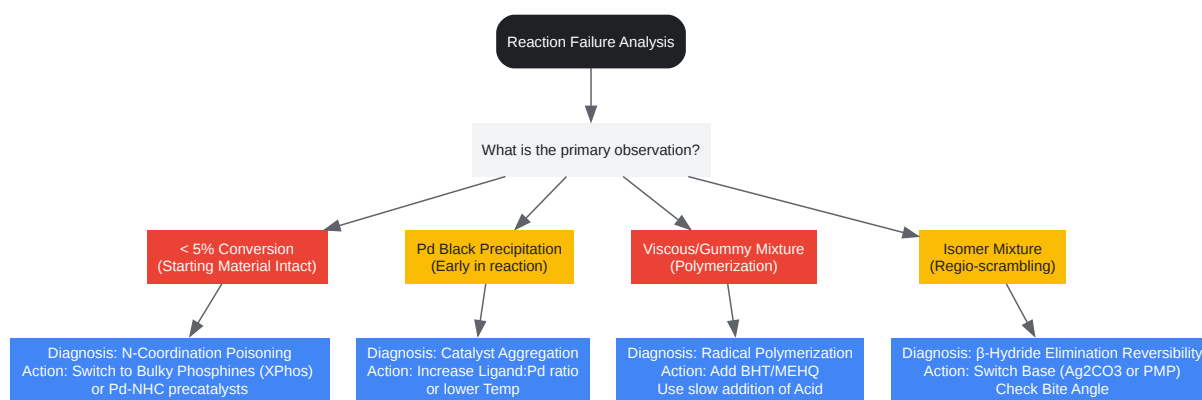 Reaction Failure Analysis
What is the primary observation?
< 5% Conversion
(Starting Material Intact)
Pd Black Precipitation
(Early in reaction)
Viscous/Gummy Mixture
(Polymerization)
Isomer Mixture
(Regio-scrambling)
Diagnosis: N-Coordination Poisoning
Action: Switch to Bulky Phosphines (XPhos)
or Pd-NHC precatalysts
Diagnosis: Catalyst Aggregation
Action: Increase Ligand:Pd ratio
or lower Temp
Diagnosis: Radical Polymerization
Action: Add BHT/MEHQ
Use slow addition of Acid
Diagnosis: β-Hydride Elimination Reversibility
Action: Switch Base (Ag2CO3 or PMP)
Check Bite Angle